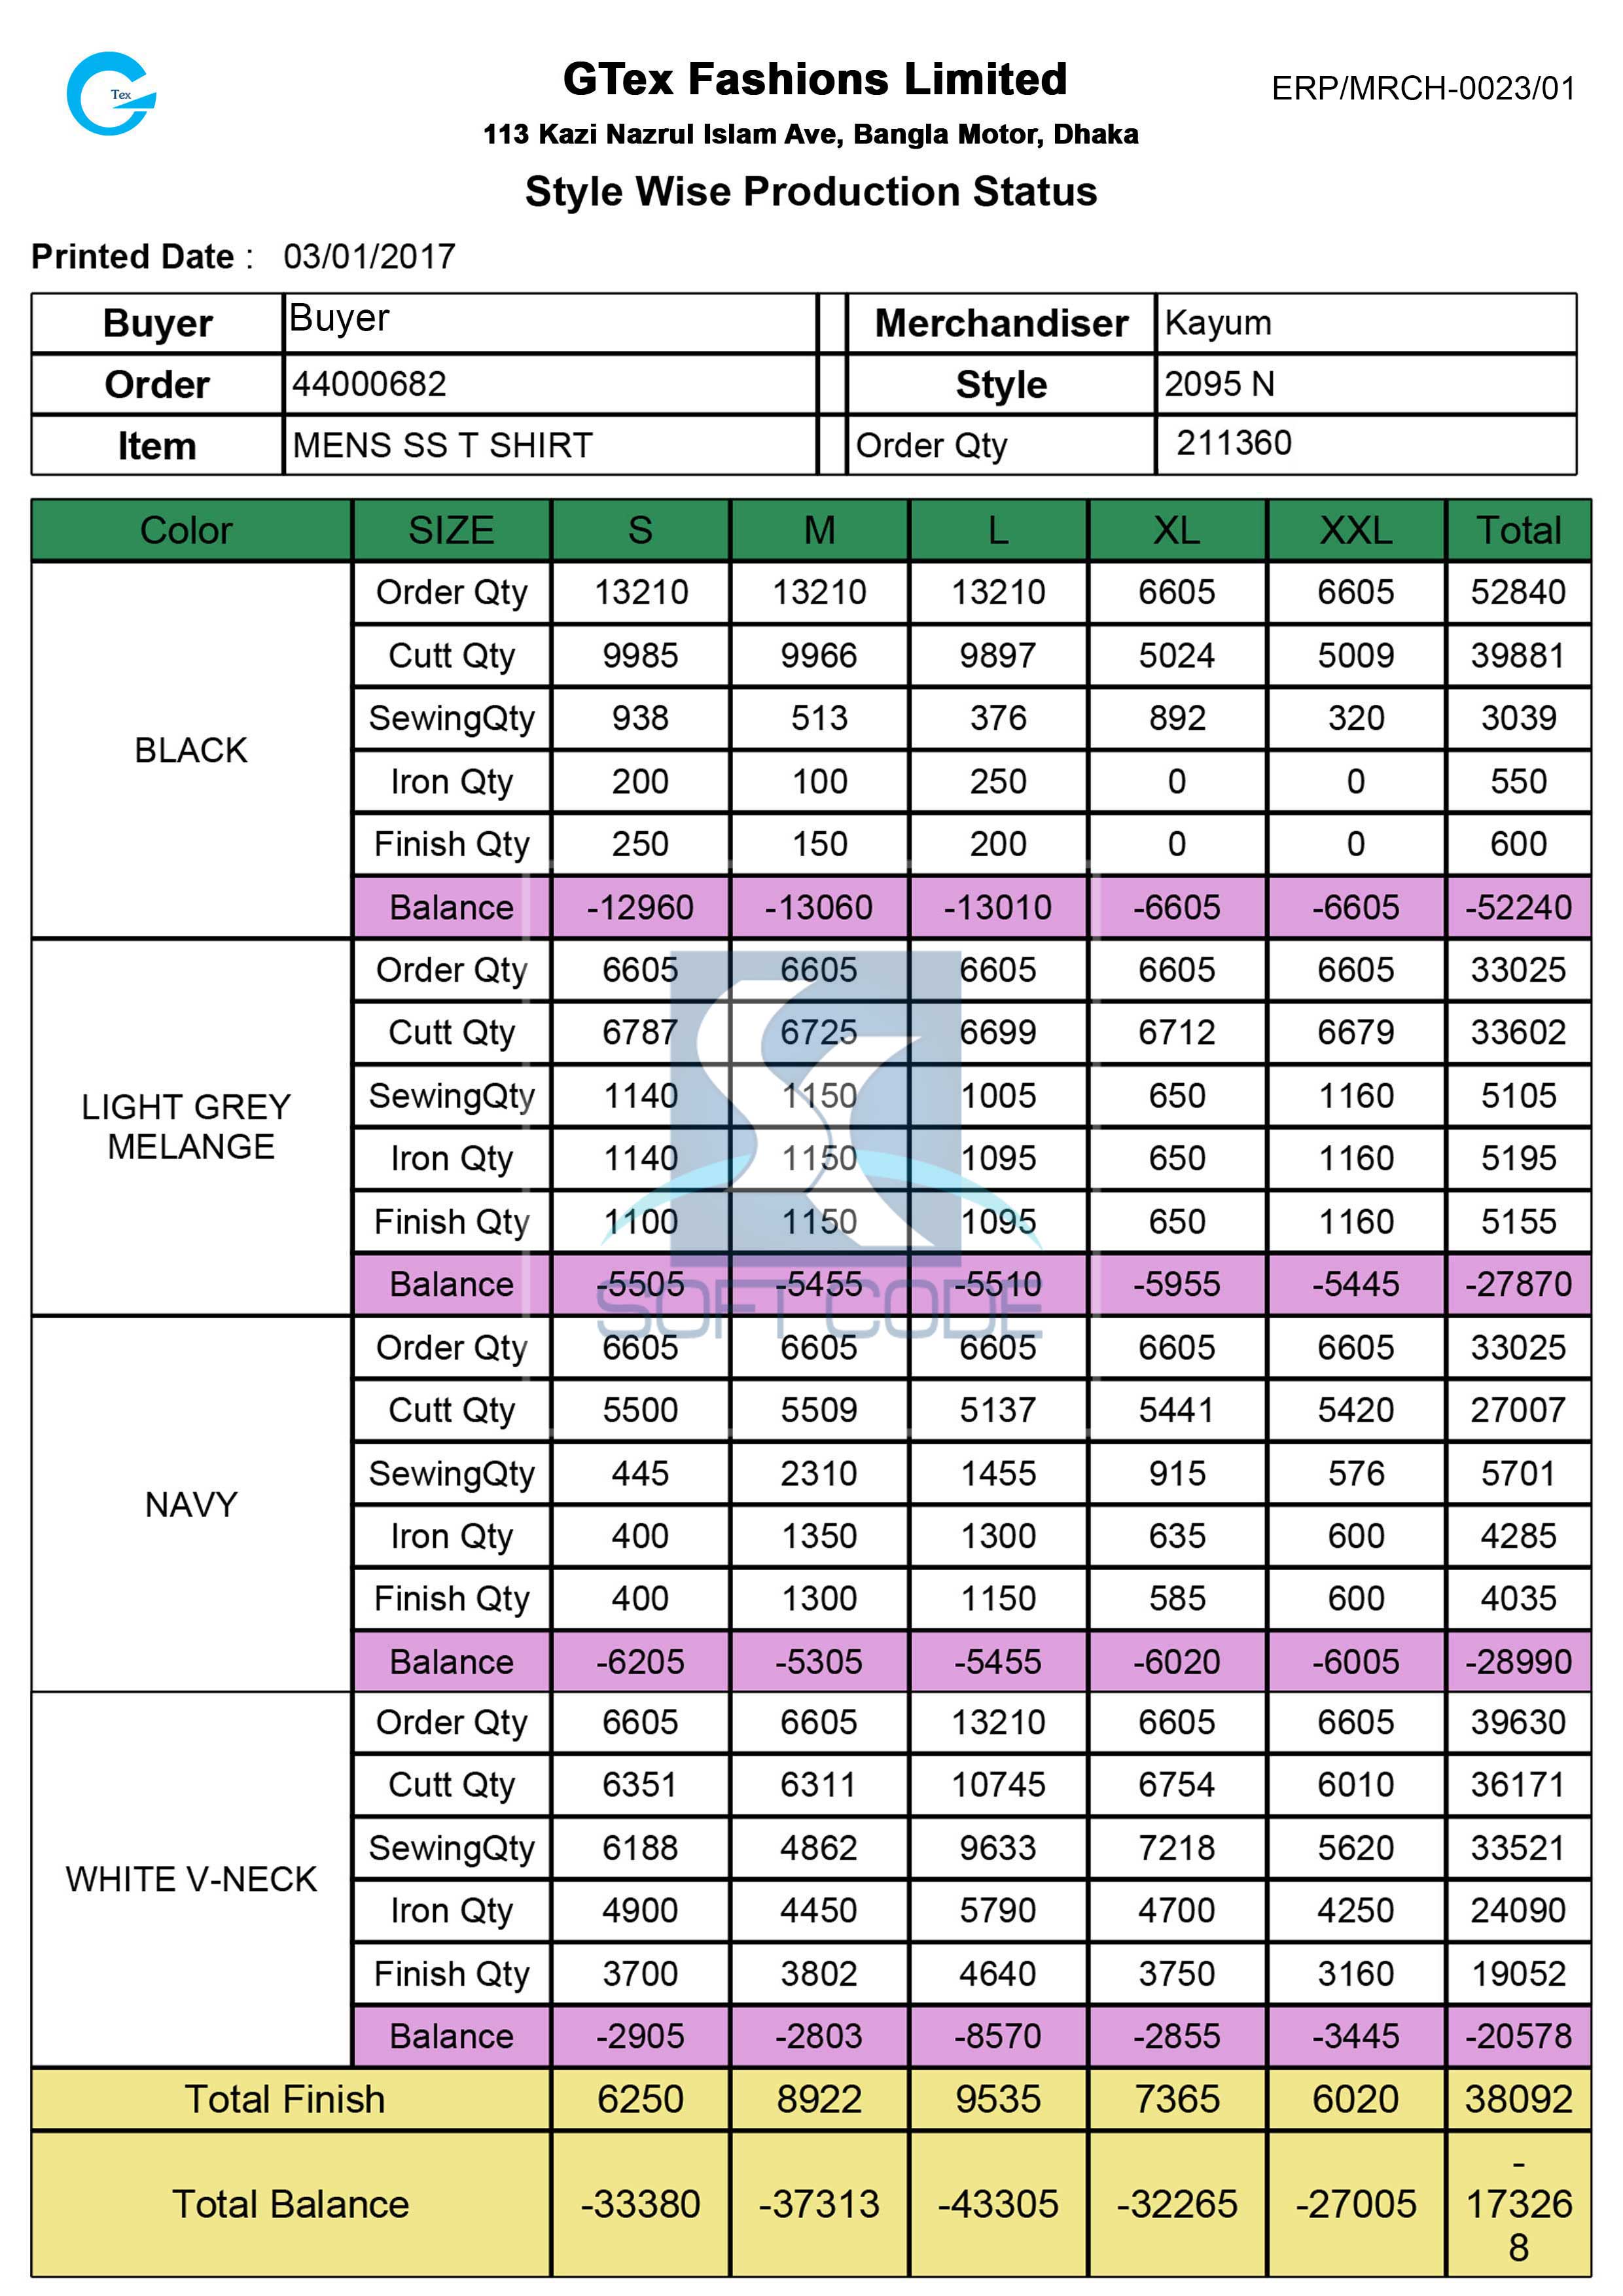 Tex
GTex Fashions Limited
ERP/MRCH-0023/01
113 Kazi Nazrul Islam Ave, Bangla Motor, Dhaka
Style Wise Production Status
Printed Date : 03/01/2017
Buyer Buyer Merchandiser Kayum
Order 44000682 Style 2095 N
Item MENS SS T SHIRT Order Qty 211360
Color SIZE S M L XL XXL Total
BLACK
Order Qty 13210 13210 13210 6605 6605 52840
Cutt Qty 9985 9966 9897 5024 5009 39881
SewingQty 938 513 376 892 320 3039
Iron Qty 200 100 250 0 0 550
Finish Qty 250 150 200 0 0 600
Balance -12960 -13060 -13010 -6605 -6605 -52240
LIGHT GREY
MELANGE
Order Qty 6605 6605 6605 6605 6605 33025
Cutt Qty 6787 6725 6699 6712 6679 33602
SewingQty 1140 1150 1005 650 1160 5105
Iron Qty 1140 1150 1095 650 1160 5195
Finish Qty 1100 1150 1095 650 1160 5155
Balance -5505 -5455 -5510 -5955 -5445 -27870
SOFT CODE
NAVY
Order Qty 6605 6605 6605 6605 6605 33025
Cutt Qty 5500 5509 5137 5441 5420 27007
SewingQty 445 2310 1455 915 576 5701
Iron Qty 400 1350 1300 635 600 4285
Finish Qty 400 1300 1150 585 600 4035
Balance -6205 -5305 -5455 -6020 -6005 -28990
WHITE V-NECK
Order Qty 6605 6605 13210 6605 6605 39630
Cutt Qty 6351 6311 10745 6754 6010 36171
SewingQty 6188 4862 9633 7218 5620 33521
Iron Qty 4900 4450 5790 4700 4250 24090
Finish Qty 3700 3802 4640 3750 3160 19052
Balance -2905 -2803 -8570 -2855 -3445 -20578
Total Finish 6250 8922 9535 7365 6020 38092
Total Balance -33380 -37313 -43305 -32265 -27005 -
17326
8